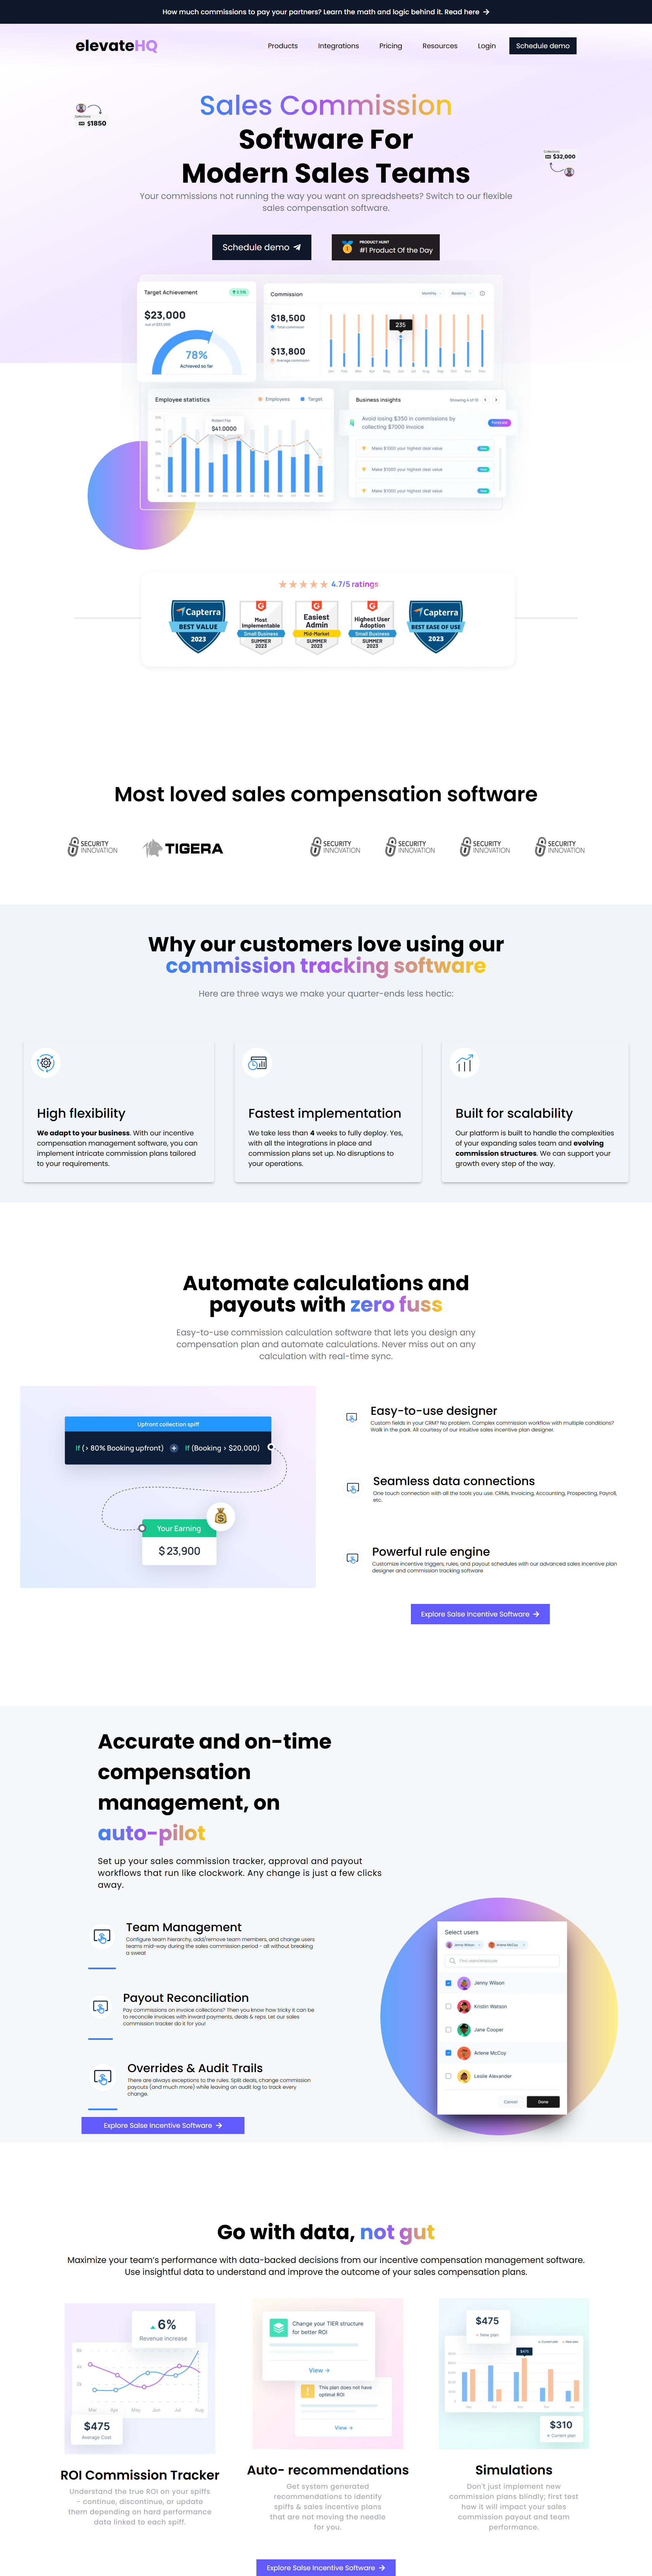 How much commissions to pay your partners? Learn the math and logic behind it. Read here →
elevateHQ
Products
Integrations
Pricing
Resources
Login
Schedule demo
Sales Commission
Software For
Modern Sales Teams
Your commissions not running the way you want on spreadsheets? Switch to our flexible
sales compensation software.
Collections
$1850
Collections
$32,000
Schedule demo
PRODUCT HUNT
#1 Product Of the Day
Target Achievement
$23,000
78%
Achieved so far
Commission
Monthly
Booking
$18,500
Total commission
$13,800
Average commission
235
Employee statistics
Employees
Target
$41.0000
Business insights
Showing 4 of 10
Avoid losing $350 in commissions by
collecting $7000 invoice
Forecast
Make $1000 your highest deal value
Make $1000 your highest deal value
Make $1000 your highest deal value
4.7/5 ratings
Capterra
BEST VALUE
2023
Most
Implementable
Small Business
SUMMER
2023
Easiest
Admin
Mid-Market
SUMMER
2023
Highest User
Adoption
Small Business
SUMMER
2023
Capterra
BEST EASE OF USE
2023
Most loved sales compensation software
SECURITY
INNOVATION
TIGERA
SECURITY
INNOVATION
SECURITY
INNOVATION
SECURITY
INNOVATION
SECURITY
INNOVATION
Why our customers love using our
commission tracking software
Here are three ways we make your quarter-ends less hectic:
High flexibility
We adapt to your business. With our incentive
compensation management software, you can
implement intricate commission plans tailored
to your requirements.
Fastest implementation
We take less than 4 weeks to fully deploy. Yes,
with all the integrations in place and
commission plans set up. No disruptions to
your operations.
Built for scalability
Our platform is built to handle the complexities
of your expanding sales team and evolving
commission structures. We can support your
growth every step of the way.
Automate calculations and
payouts with zero fuss
Easy-to-use commission calculation software that lets you design any
compensation plan and automate calculations. Never miss out on any
calculation with real-time sync.
Upfront collection spiff
If (> 80% Booking upfront) + If (Booking > $20,000)
Your Earning
$ 23,900
Easy-to-use designer
Custom fields in your CRM? No problem. Complex commission workflow with multiple conditions?
Walk in the park. All courtesy of our intuitive sales incentive plan designer.
Seamless data connections
One touch connection with all the tools you use. CRMs, Invoicing, Accounting, Prospecting, Payroll,
etc.
Powerful rule engine
Customize incentive triggers, rules, and payout schedules with our advanced sales incentive plan
designer and commission tracking software
Explore Salse Incentive Software →
Accurate and on-time
compensation
management, on
auto-pilot
Set up your sales commission tracker, approval and payout
workflows that run like clockwork. Any change is just a few clicks
away.
Team Management
Configure team hierarchy, add/remove team members, and change users
teams mid-way during the sales commission period - all without breaking
a sweat
Payout Reconciliation
Pay commissions on invoice collections? Then you know how tricky it can be
to reconcile invoices with inward payments, deals & reps. Let our sales
commission tracker do it for you!
Overrides & Audit Trails
There are always exceptions to the rules. Split deals, change commission
payouts (and much more) while leaving an audit log to track every
change.
Explore Salse Incentive Software →
Select users
Jenny Wilson
Arlene McCoy
Find user/employee
Jenny Wilson
Kristin Watson
Jane Cooper
Arlene McCoy
Leslie Alexander
Cancel
Done
Go with data, not gut
Maximize your team's performance with data-backed decisions from our incentive compensation management software.
Use insightful data to understand and improve the outcome of your sales compensation plans.
6%
Revenue increase
6k
4k
2k
Mar
Apr
May
Jun
Jul
Aug
$475
Average Cost
Change your TIER structure
for better ROI
View →
This plan does not have
optimal ROI
View →
$475
New plan
Current plan
New plan
$475
$310
Current plan
ROI Commission Tracker
Understand the true ROI on your spiffs
- continue, discontinue, or update
them depending on hard performance
data linked to each spiff.
Auto- recommendations
Get system generated
recommendations to identify
spiffs & sales incentive plans
that are not moving the needle
for you.
Simulations
Don't just implement new
commission plans blindly; first test
how it will impact your sales
commission payout and team
performance.
Explore Salse Incentive Software →